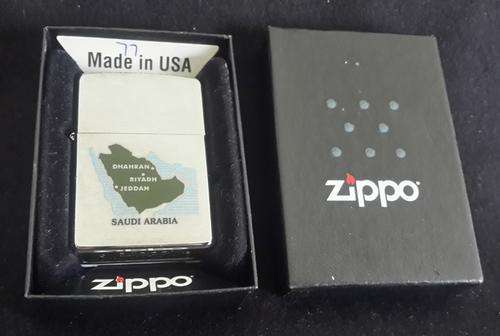 77
Made in USA
DHAHRAN
RIYADH
JEDDAH
SAUDI ARABIA
zippo
zippo